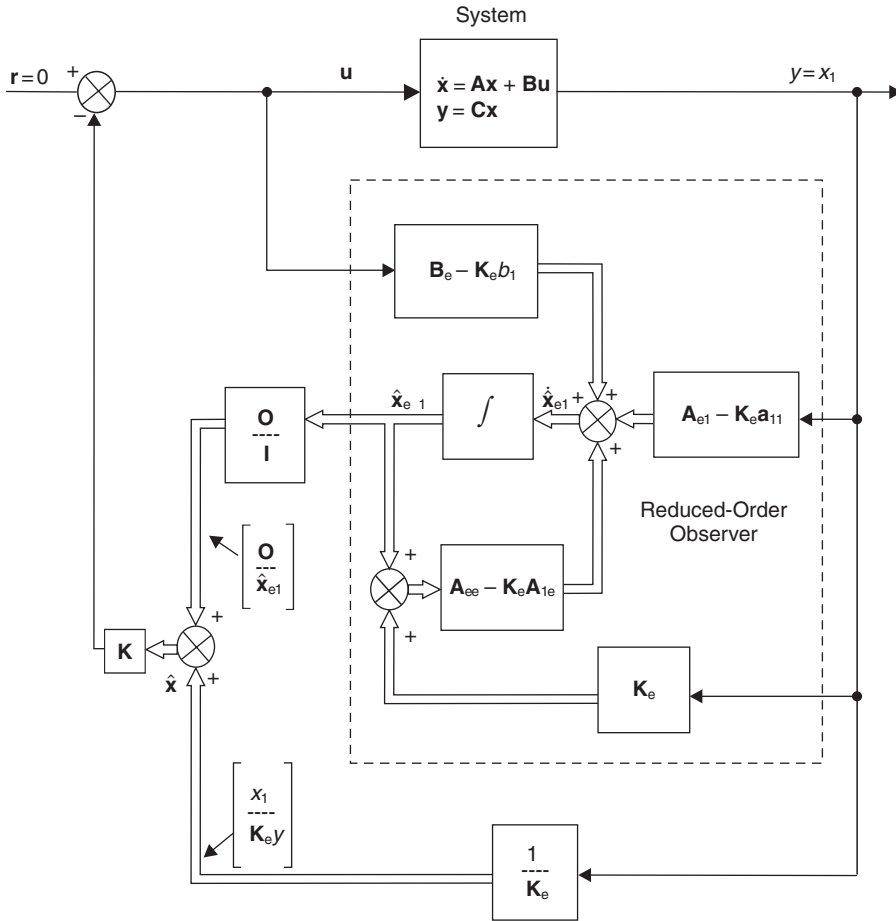 System
r = 0
+
−
u
ẋ = Ax + Bu
y = Cx
y = x₁
Bₑ − Kₑb₁
O
----
I
x̂ₑ ₁
∫
x̂̇ₑ₁
+
+
+
Aₑ₁ − Kₑa₁₁
Reduced-Order
Observer
O
----
x̂ₑ₁
+
Aₑₑ − KₑA₁ₑ
+
K
x̂
+
+
Kₑ
x₁
----
Kₑy
1
----
Kₑ